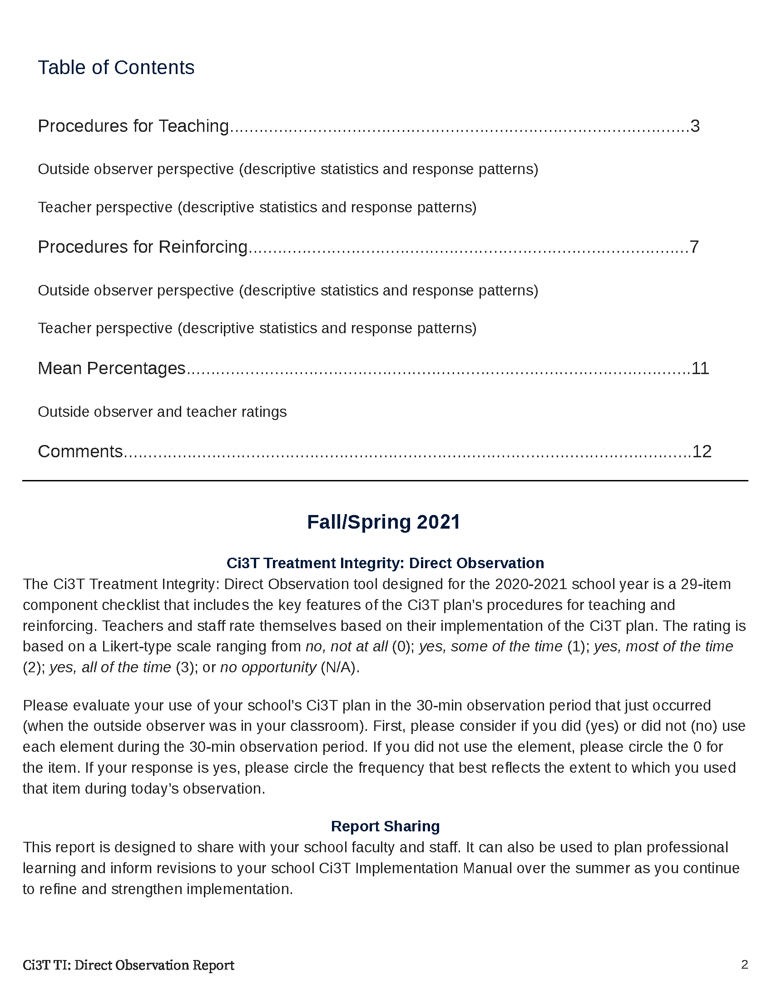 Table of Contents
Procedures for Teaching...............................................................................................3
Outside observer perspective (descriptive statistics and response patterns)
Teacher perspective (descriptive statistics and response patterns)
Procedures for Reinforcing...........................................................................................7
Outside observer perspective (descriptive statistics and response patterns)
Teacher perspective (descriptive statistics and response patterns)
Mean Percentages........................................................................................................11
Outside observer and teacher ratings
Comments.....................................................................................................................12
Fall/Spring 2021
Ci3T Treatment Integrity: Direct Observation
The Ci3T Treatment Integrity: Direct Observation tool designed for the 2020-2021 school year is a 29-item
component checklist that includes the key features of the Ci3T plan’s procedures for teaching and
reinforcing. Teachers and staff rate themselves based on their implementation of the Ci3T plan. The rating is
based on a Likert-type scale ranging from no, not at all (0); yes, some of the time (1); yes, most of the time
(2); yes, all of the time (3); or no opportunity (N/A).
Please evaluate your use of your school’s Ci3T plan in the 30-min observation period that just occurred
(when the outside observer was in your classroom). First, please consider if you did (yes) or did not (no) use
each element during the 30-min observation period. If you did not use the element, please circle the 0 for
the item. If your response is yes, please circle the frequency that best reflects the extent to which you used
that item during today’s observation.
Report Sharing
This report is designed to share with your school faculty and staff. It can also be used to plan professional
learning and inform revisions to your school Ci3T Implementation Manual over the summer as you continue
to refine and strengthen implementation.
Ci3T TI: Direct Observation Report
2